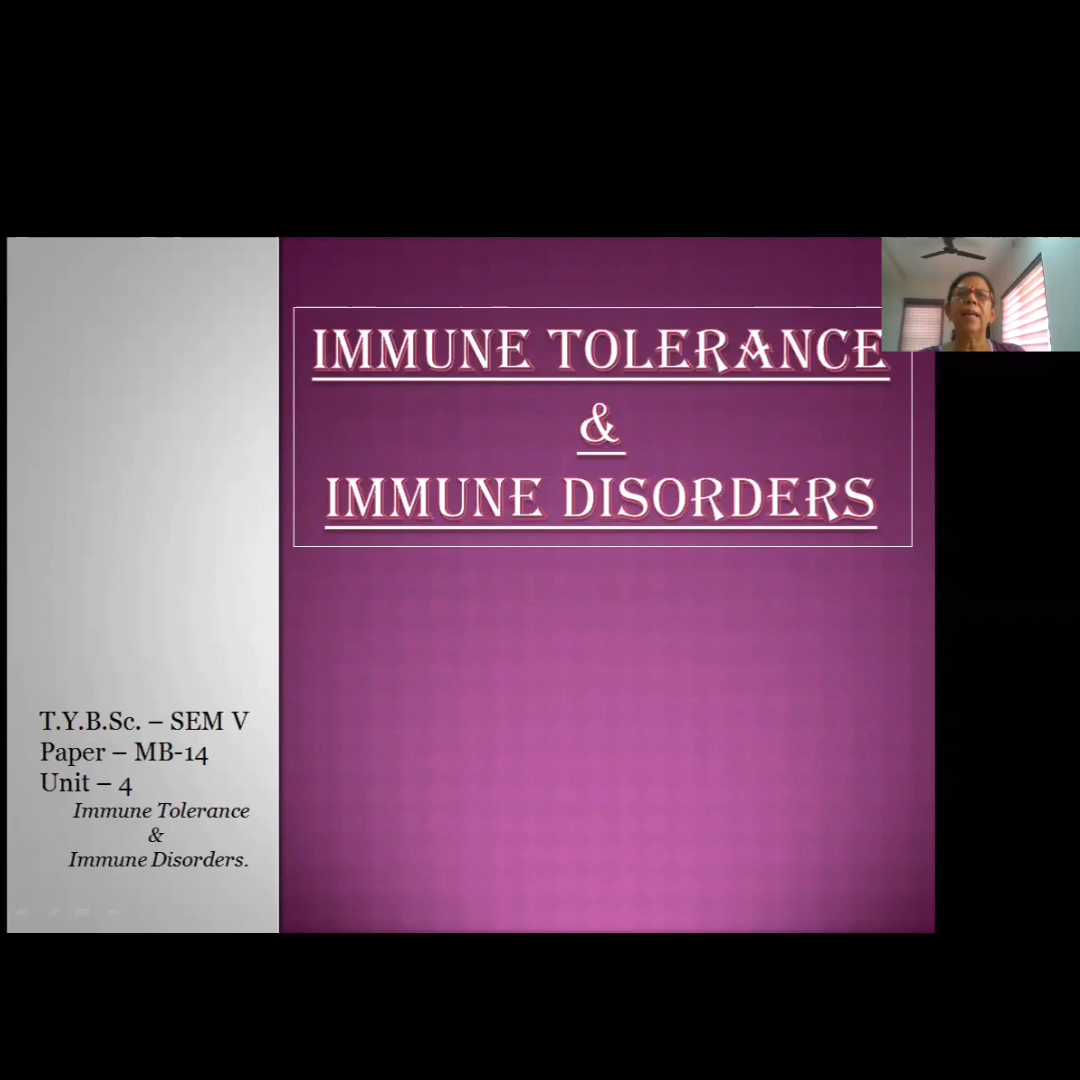 IMMUNE TOLERANCE
&
IMMUNE DISORDERS
T.Y.B.Sc. – SEM V
Paper – MB-14
Unit – 4
Immune Tolerance
&
Immune Disorders.